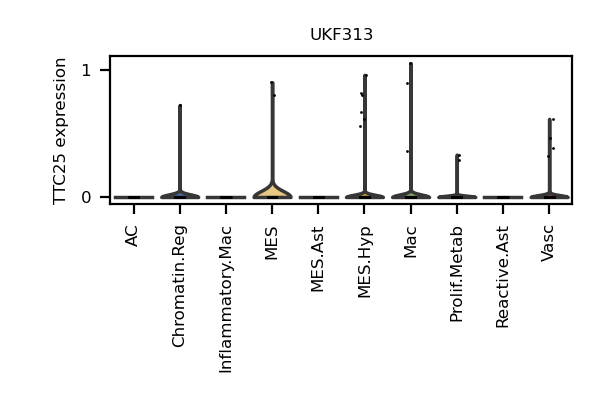 UKF313
TTC25 expression
1
0
AC
Chromatin.Reg
Inflammatory.Mac
MES
MES.Ast
MES.Hyp
Mac
Prolif.Metab
Reactive.Ast
Vasc